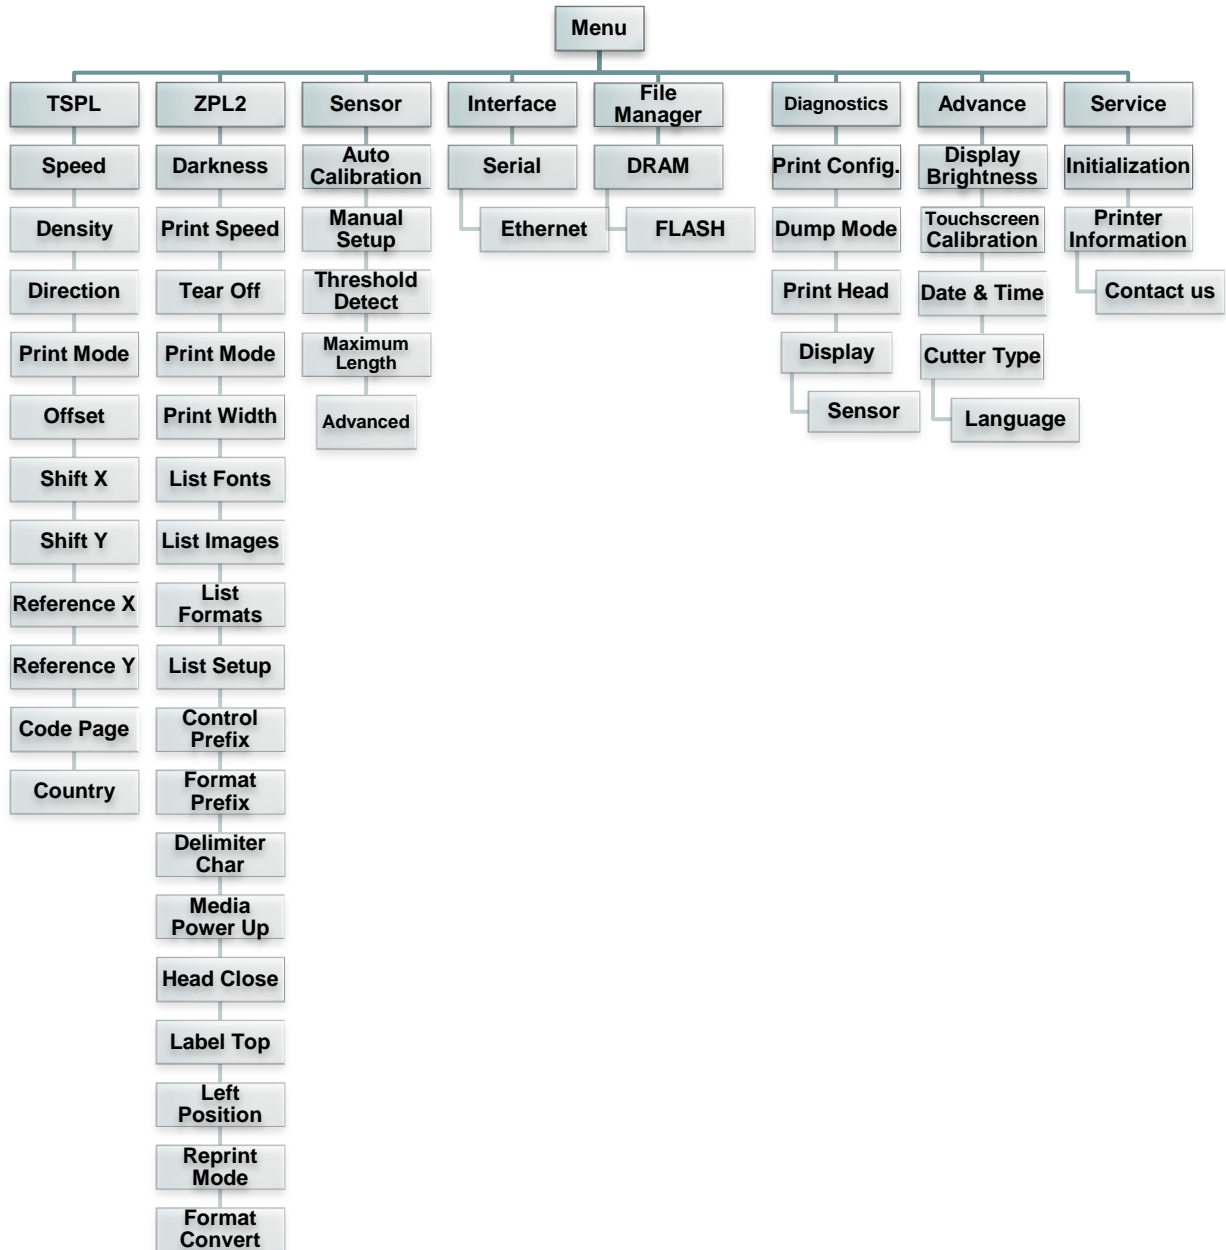 Menu
TSPL
Speed
Density
Direction
Print Mode
Offset
Shift X
Shift Y
Reference X
Reference Y
Code Page
Country
ZPL2
Darkness
Print Speed
Tear Off
Print Mode
Print Width
List Fonts
List Images
List
Formats
List Setup
Control
Prefix
Format
Prefix
Delimiter
Char
Media
Power Up
Head Close
Label Top
Left
Position
Reprint
Mode
Format
Convert
Sensor
Auto
Calibration
Manual
Setup
Threshold
Detect
Maximum
Length
Advanced
Interface
Serial
Ethernet
File
Manager
DRAM
FLASH
Diagnostics
Print Config.
Dump Mode
Print Head
Display
Sensor
Advance
Display
Brightness
Touchscreen
Calibration
Date & Time
Cutter Type
Language
Service
Initialization
Printer
Information
Contact us